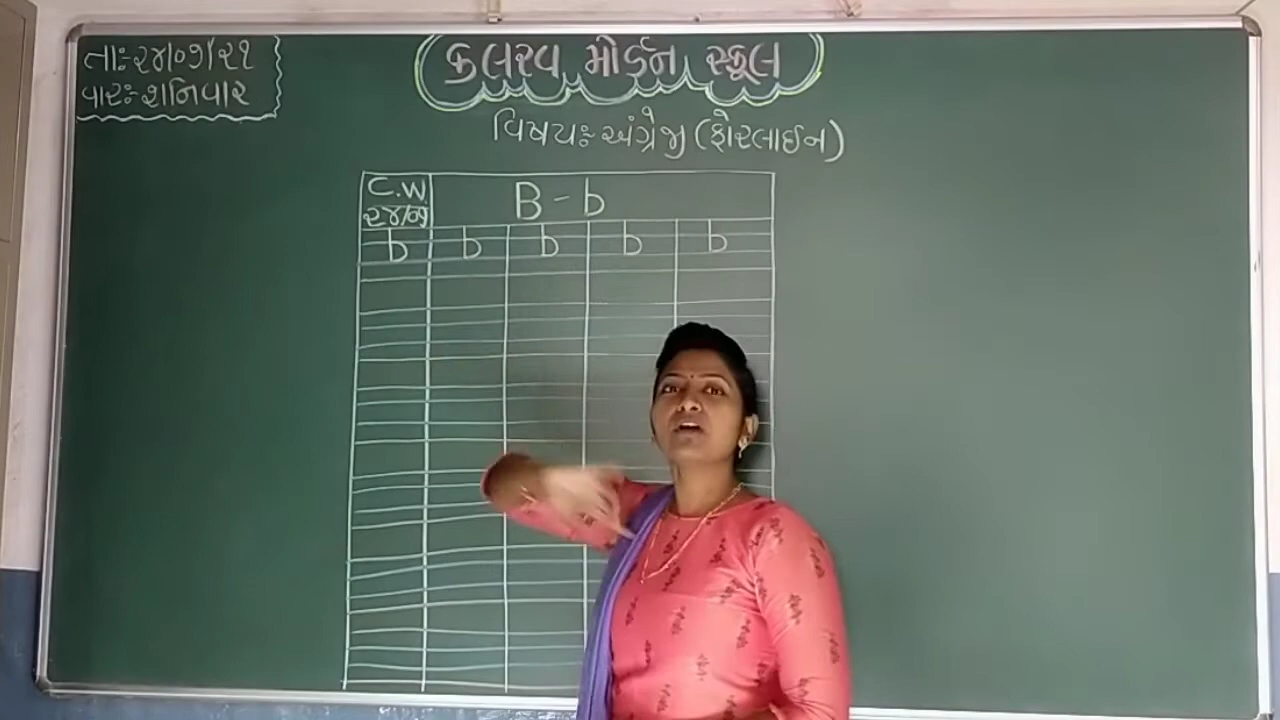 તાઃ૨૪/૦૭/૨૧
વારઃશનિવાર
કલરવ મોર્ડન સ્કૂલ
વિષયઃઅંગ્રેજી (ફોરલાઈન)
C.W
૨૪/૦૭
B - b
b b b b b